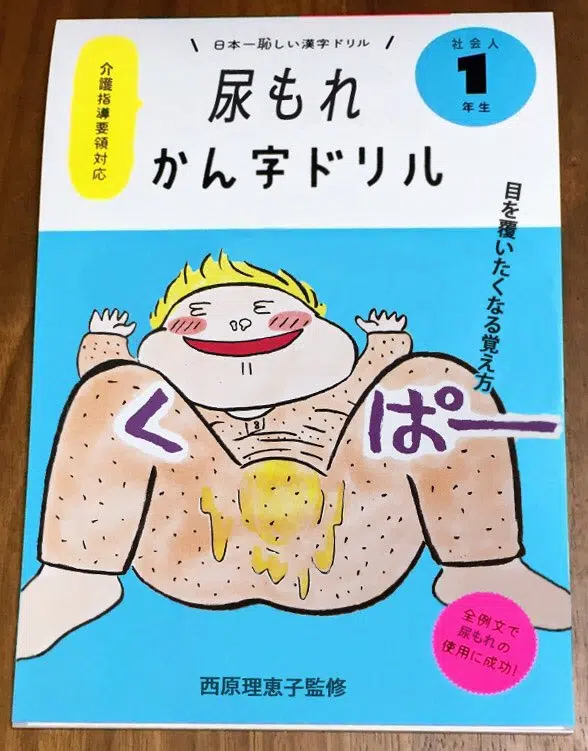 日本一恥しい漢字ドリル
介護指導要領対応
尿もれ
かん字ドリル
社会人
1
年生
目を覆いたくなる覚え方
くぱー
全例文で
尿もれの
使用に成功!
西原理恵子監修